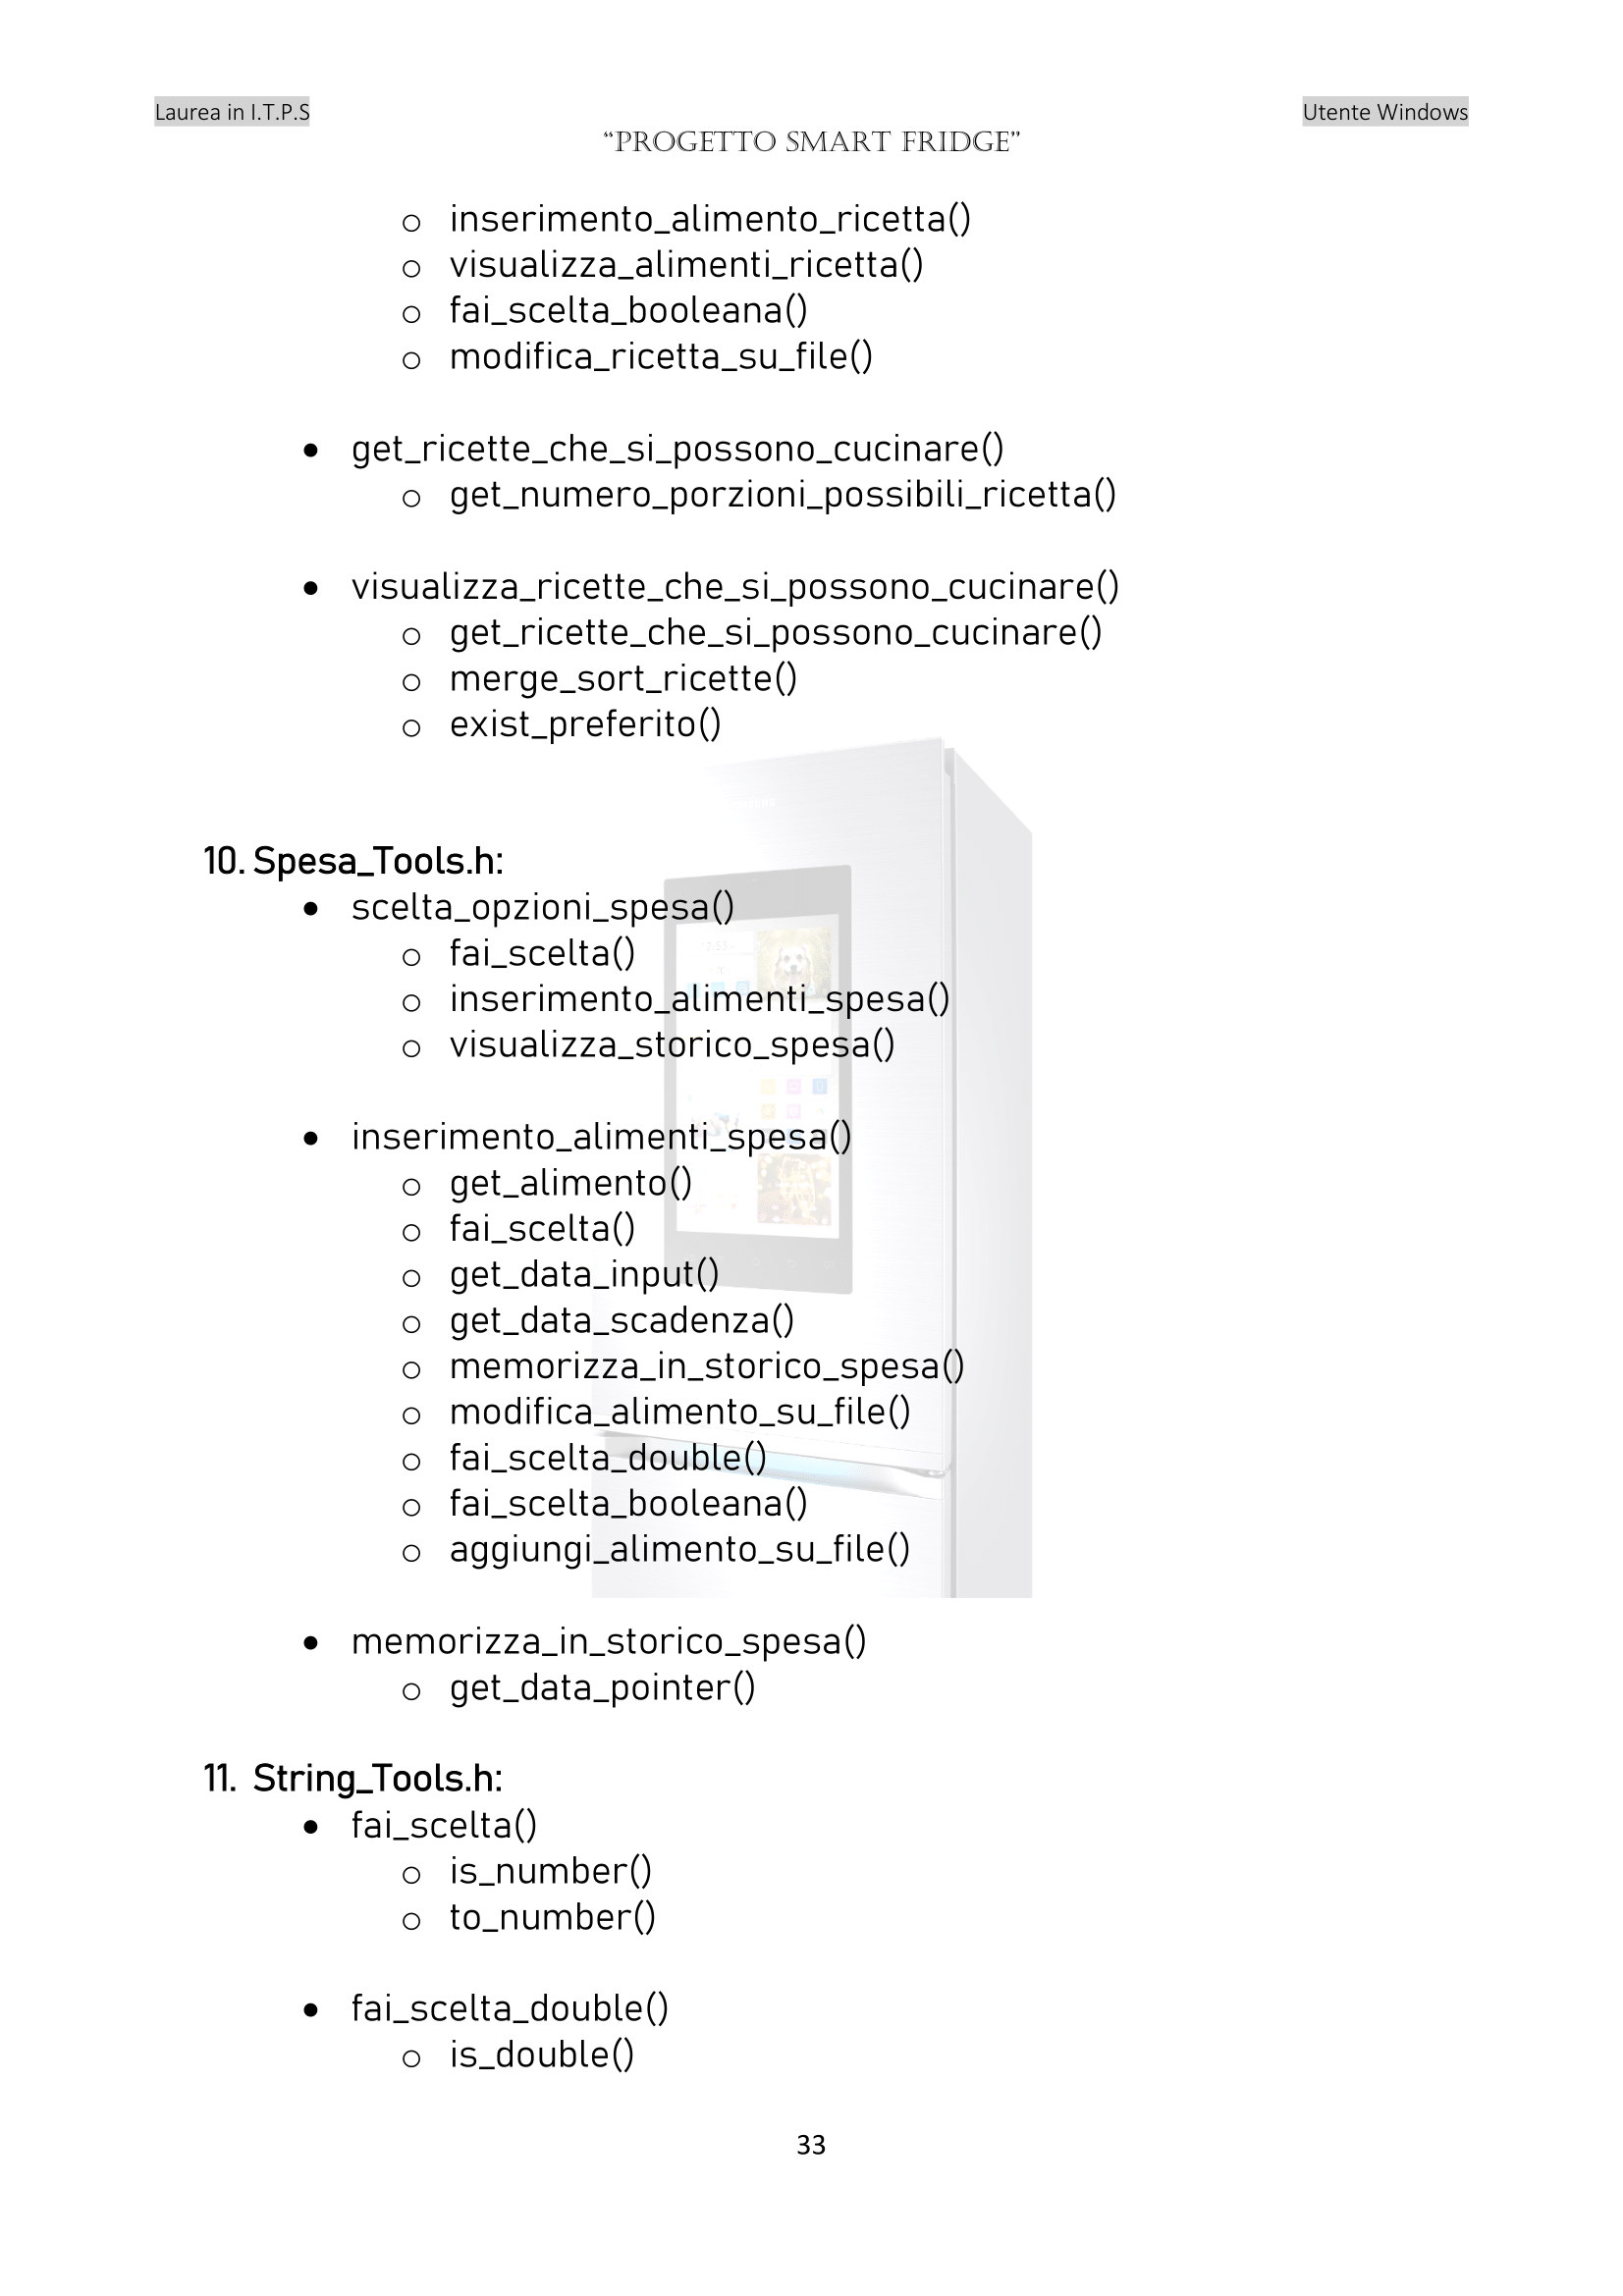 Laurea in I.T.P.S
Utente Windows
“PROGETTO SMART FRIDGE”
o inserimento_alimento_ricetta()
o visualizza_alimenti_ricetta()
o fai_scelta_booleana()
o modifica_ricetta_su_file()
• get_ricette_che_si_possono_cucinare()
o get_numero_porzioni_possibili_ricetta()
• visualizza_ricette_che_si_possono_cucinare()
o get_ricette_che_si_possono_cucinare()
o merge_sort_ricette()
o exist_preferito()
10. Spesa_Tools.h:
• scelta_opzioni_spesa()
o fai_scelta()
o inserimento_alimenti_spesa()
o visualizza_storico_spesa()
• inserimento_alimenti_spesa()
o get_alimento()
o fai_scelta()
o get_data_input()
o get_data_scadenza()
o memorizza_in_storico_spesa()
o modifica_alimento_su_file()
o fai_scelta_double()
o fai_scelta_booleana()
o aggiungi_alimento_su_file()
• memorizza_in_storico_spesa()
o get_data_pointer()
11. String_Tools.h:
• fai_scelta()
o is_number()
o to_number()
• fai_scelta_double()
o is_double()
33